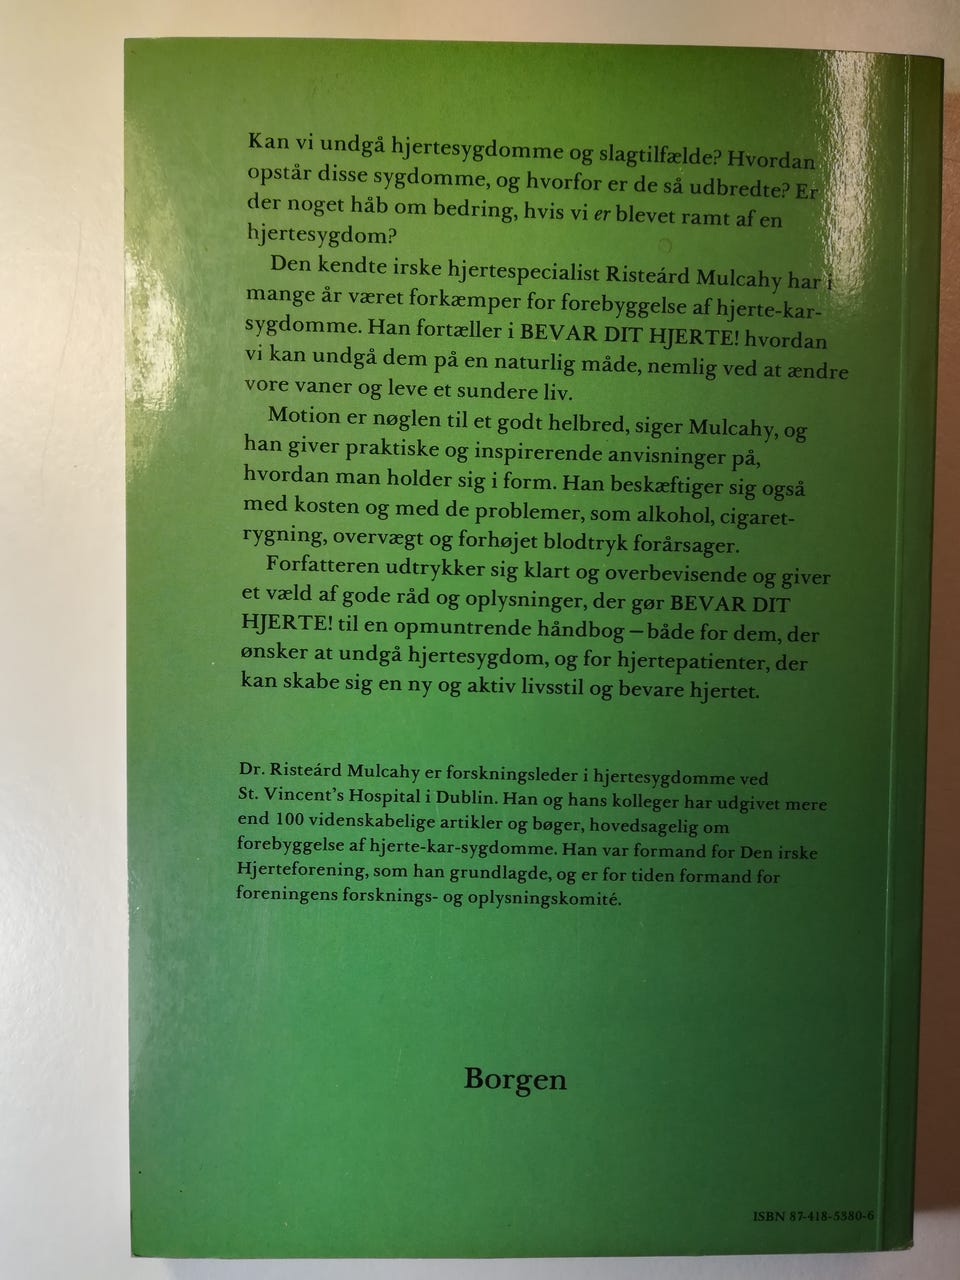 Kan vi undgå hjertesygdomme og slagtilfælde? Hvordan
opstår disse sygdomme, og hvorfor er de så udbredte? Er
der noget håb om bedring, hvis vi er blevet ramt af en
hjertesygdom?
Den kendte irske hjertespecialist Risteárd Mulcahy har i
mange år været forkæmper for forebyggelse af hjerte-kar-
sygdomme. Han fortæller i BEVAR DIT HJERTE! hvordan
vi kan undgå dem på en naturlig måde, nemlig ved at ændre
vore vaner og leve et sundere liv.
Motion er nøglen til et godt helbred, siger Mulcahy, og
han giver praktiske og inspirerende anvisninger på,
hvordan man holder sig i form. Han beskæftiger sig også
med kosten og med de problemer, som alkohol, cigaret-
rygning, overvægt og forhøjet blodtryk forårsager.
Forfatteren udtrykker sig klart og overbevisende og giver
et væld af gode råd og oplysninger, der gør BEVAR DIT
HJERTE! til en opmuntrende håndbog – både for dem, der
ønsker at undgå hjertesygdom, og for hjertepatienter, der
kan skabe sig en ny og aktiv livsstil og bevare hjertet.
Dr. Risteárd Mulcahy er forskningsleder i hjertesygdomme ved
St. Vincent's Hospital i Dublin. Han og hans kolleger har udgivet mere
end 100 videnskabelige artikler og bøger, hovedsagelig om
forebyggelse af hjerte-kar-sygdomme. Han var formand for Den irske
Hjerteforening, som han grundlagde, og er for tiden formand for
foreningens forsknings- og oplysningskomité.
Borgen
ISBN 87-418-5380-6